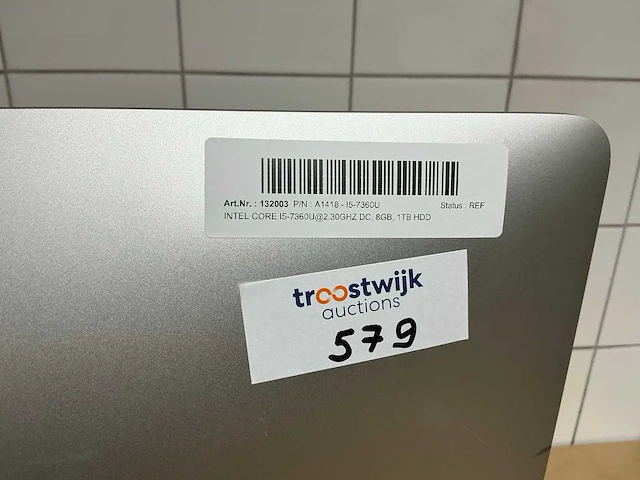 Art.Nr. : 132003 P/N : A1418 - I5-7360U Status : REF
INTEL CORE I5-7360U@2.30GHZ DC, 8GB, 1TB HDD
troostwijk
auctions
579